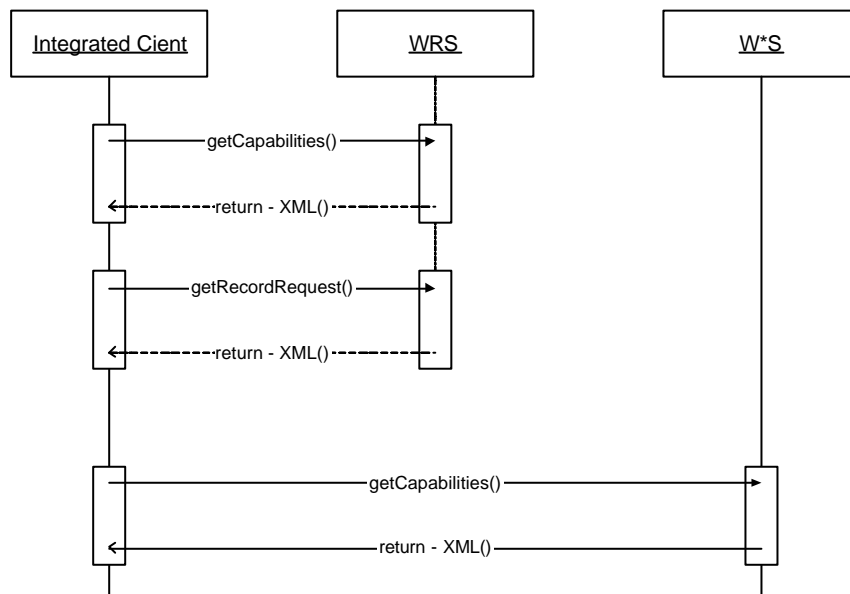 Integrated Cient
WRS
W*S
getCapabilities()
return - XML()
getRecordRequest()
return - XML()
getCapabilities()
return - XML()